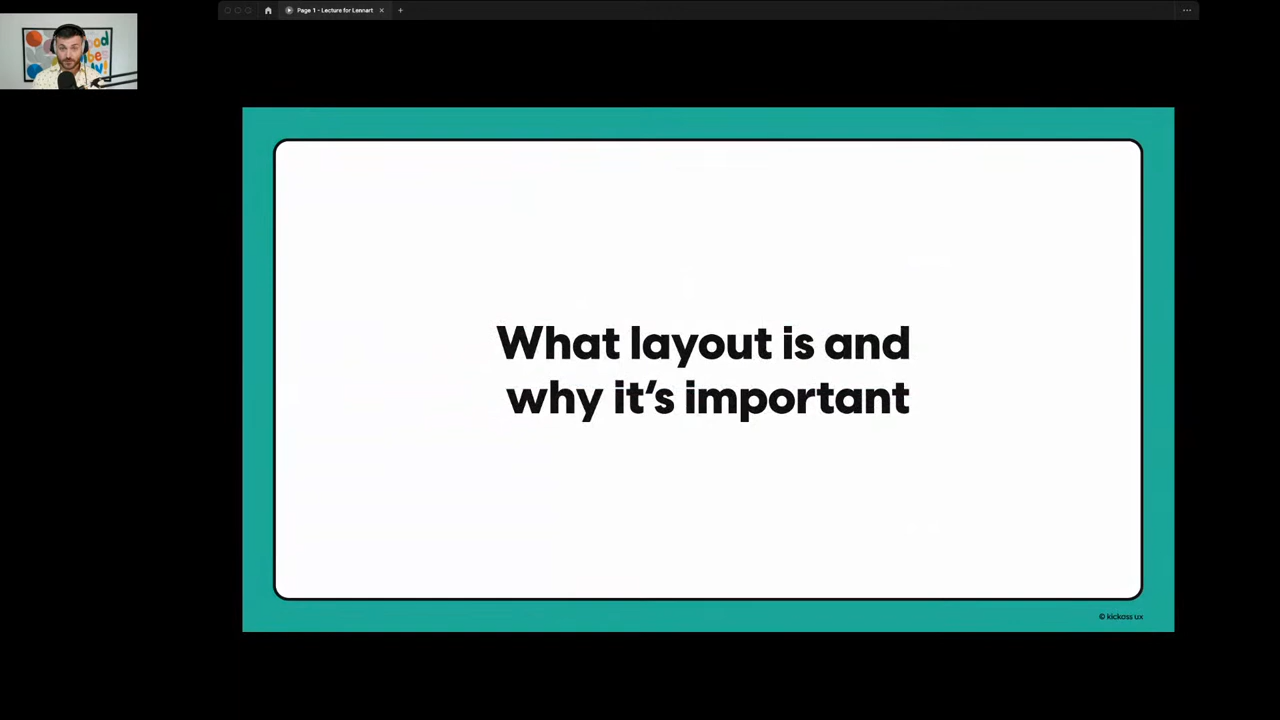 Page 1 - Lecture for Lennart
What layout is and
why it's important
© kickass ux